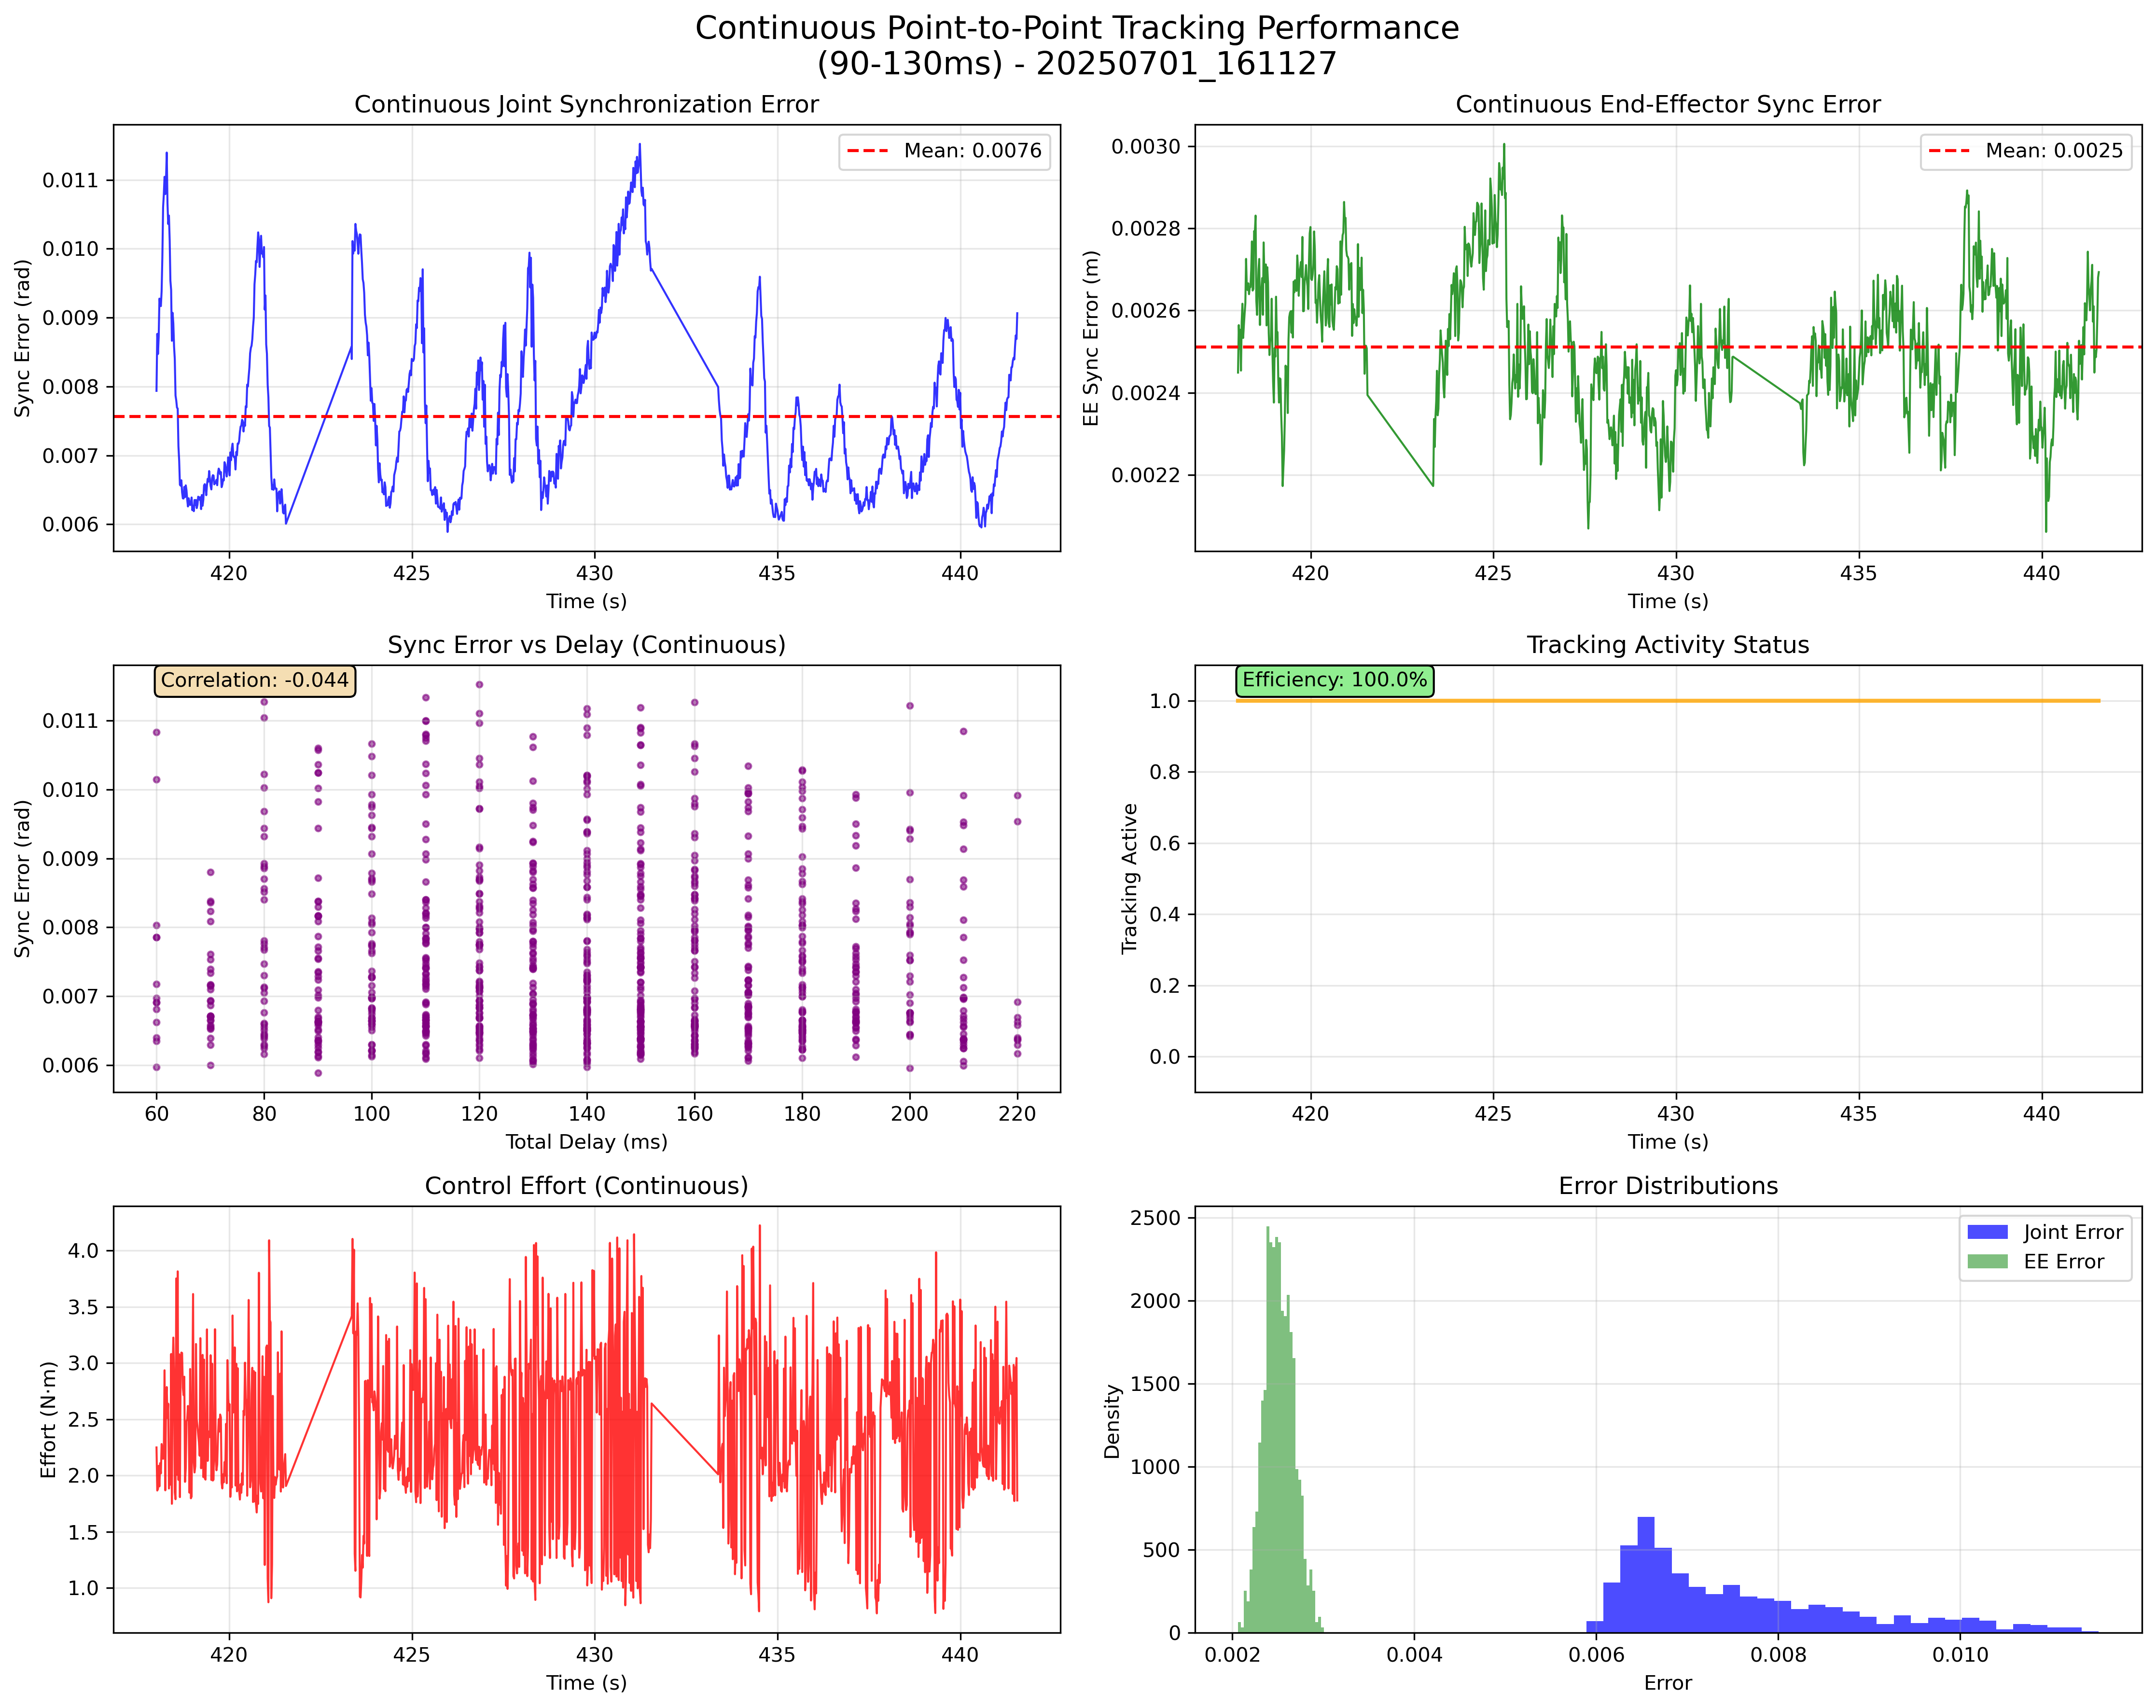 Continuous Point-to-Point Tracking Performance
(90-130ms) - 20250701_161127
Continuous Joint Synchronization Error
Mean: 0.0076
Sync Error (rad)
0.011
0.010
0.009
0.008
0.007
0.006
420 425 430 435 440
Time (s)
Continuous End-Effector Sync Error
Mean: 0.0025
EE Sync Error (m)
0.0030
0.0028
0.0026
0.0024
0.0022
420 425 430 435 440
Time (s)
Sync Error vs Delay (Continuous)
Correlation: -0.044
Sync Error (rad)
0.011
0.010
0.009
0.008
0.007
0.006
60 80 100 120 140 160 180 200 220
Total Delay (ms)
Tracking Activity Status
Efficiency: 100.0%
Tracking Active
1.0
0.8
0.6
0.4
0.2
0.0
420 425 430 435 440
Time (s)
Control Effort (Continuous)
Effort (N·m)
4.0
3.5
3.0
2.5
2.0
1.5
1.0
420 425 430 435 440
Time (s)
Error Distributions
Joint Error
EE Error
Density
2500
2000
1500
1000
500
0
0.002 0.004 0.006 0.008 0.010
Error